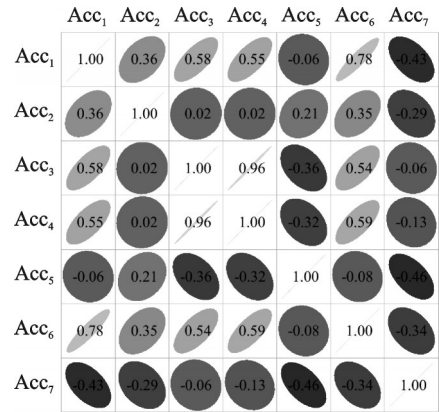 Acc₁ Acc₂ Acc₃ Acc₄ Acc₅ Acc₆ Acc₇
Acc₁ 1.00 0.36 0.58 0.55 -0.06 0.78 -0.43
Acc₂ 0.36 1.00 0.02 0.02 0.21 0.35 -0.29
Acc₃ 0.58 0.02 1.00 0.96 -0.36 0.54 -0.06
Acc₄ 0.55 0.02 0.96 1.00 -0.32 0.59 -0.13
Acc₅ -0.06 0.21 -0.36 -0.32 1.00 -0.08 -0.46
Acc₆ 0.78 0.35 0.54 0.59 -0.08 1.00 -0.34
Acc₇ -0.43 -0.29 -0.06 -0.13 -0.46 -0.34 1.00